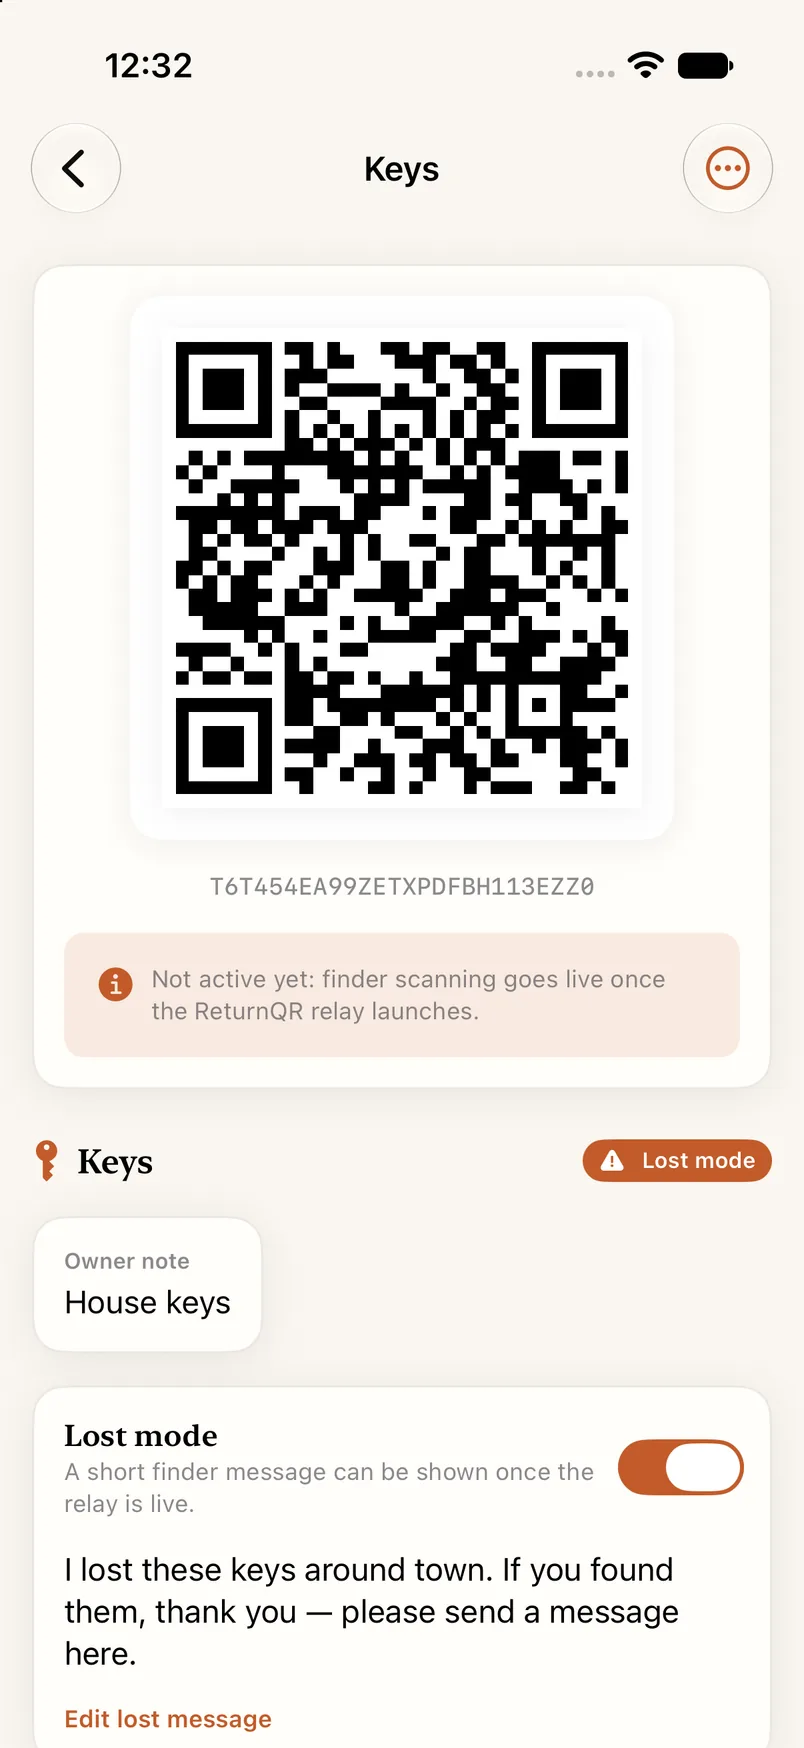 12:32
Keys
T6T454EA99ZETXPDFBH113EZZ0
Not active yet: finder scanning goes live once
the ReturnQR relay launches.
Keys
Lost mode
Owner note
House keys
Lost mode
A short finder message can be shown once the
relay is live.
I lost these keys around town. If you found
them, thank you — please send a message
here.
Edit lost message